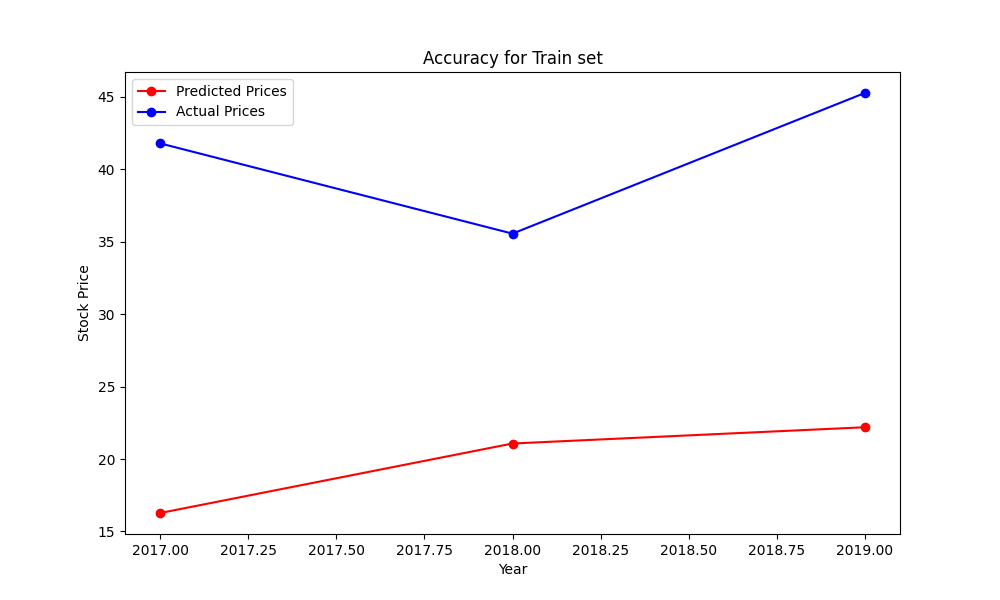 Accuracy for Train set
Predicted Prices
Actual Prices
45
40
35
30
25
20
15
Stock Price
2017.00 2017.25 2017.50 2017.75 2018.00 2018.25 2018.50 2018.75 2019.00
Year